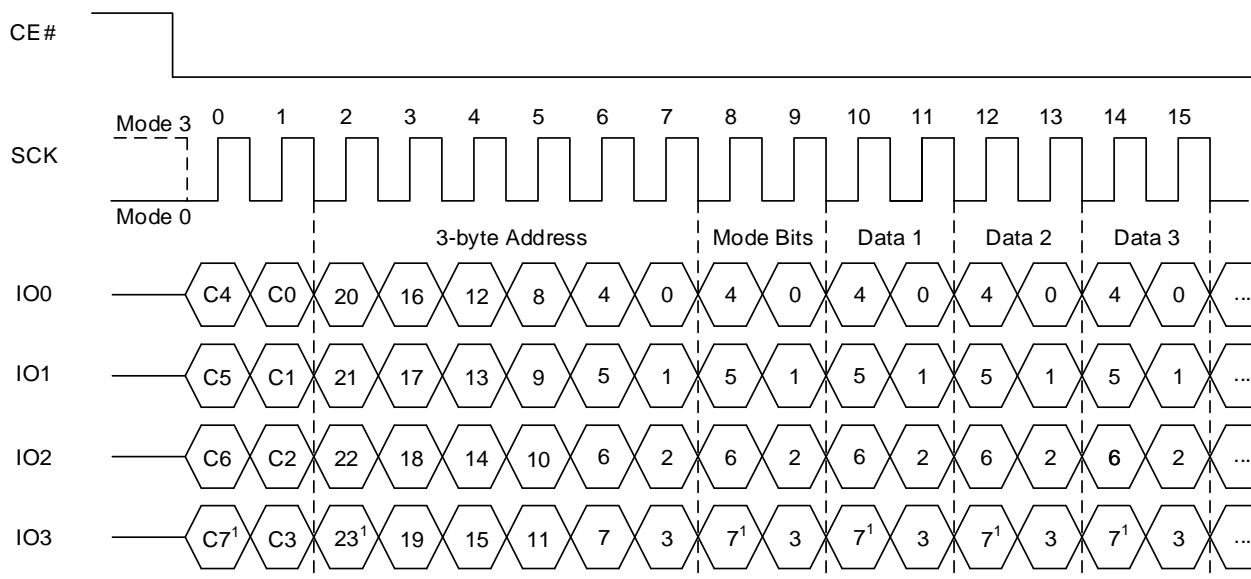 CE#
Mode 3
0 1 2 3 4 5 6 7 8 9 10 11 12 13 14 15
SCK
Mode 0
3-byte Address Mode Bits Data 1 Data 2 Data 3
IO0 C4 C0 20 16 12 8 4 0 4 0 4 0 4 0 4 0 ...
IO1 C5 C1 21 17 13 9 5 1 5 1 5 1 5 1 5 1 ...
IO2 C6 C2 22 18 14 10 6 2 6 2 6 2 6 2 6 2 ...
IO3 C7¹ C3 23¹ 19 15 11 7 3 7¹ 3 7¹ 3 7¹ 3 7¹ 3 ...